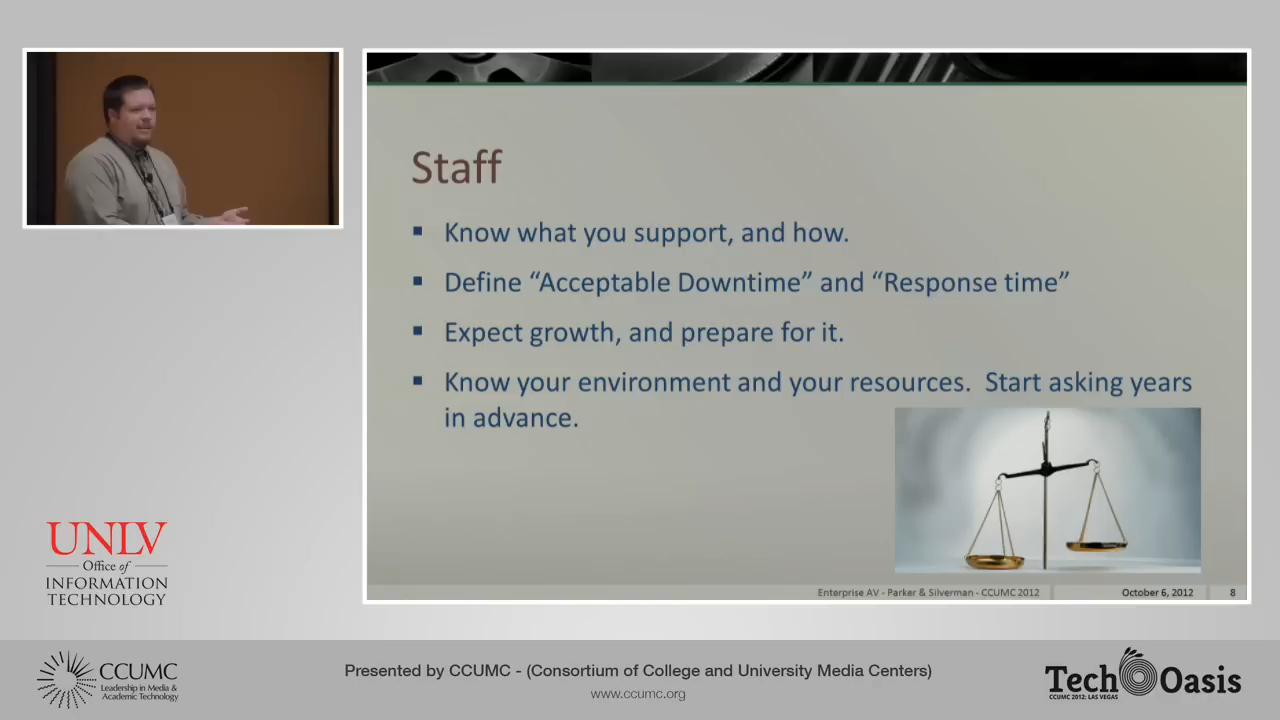 Staff
Know what you support, and how.
Define “Acceptable Downtime” and “Response time”
Expect growth, and prepare for it.
Know your environment and your resources.  Start asking years
in advance.
Enterprise AV - Parker & Silverman - CCUMC 2012
October 6, 2012
8
UNLV
Office of
INFORMATION
TECHNOLOGY
CCUMC
Leadership in Media &
Academic Technology
Presented by CCUMC - (Consortium of College and University Media Centers)
www.ccumc.org
Tech Oasis
CCUMC 2012: LAS VEGAS